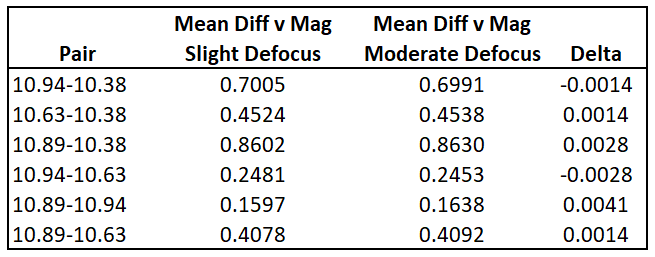 Mean Diff v Mag Mean Diff v Mag
Pair Slight Defocus Moderate Defocus Delta
10.94-10.38 0.7005 0.6991 -0.0014
10.63-10.38 0.4524 0.4538 0.0014
10.89-10.38 0.8602 0.8630 0.0028
10.94-10.63 0.2481 0.2453 -0.0028
10.89-10.94 0.1597 0.1638 0.0041
10.89-10.63 0.4078 0.4092 0.0014